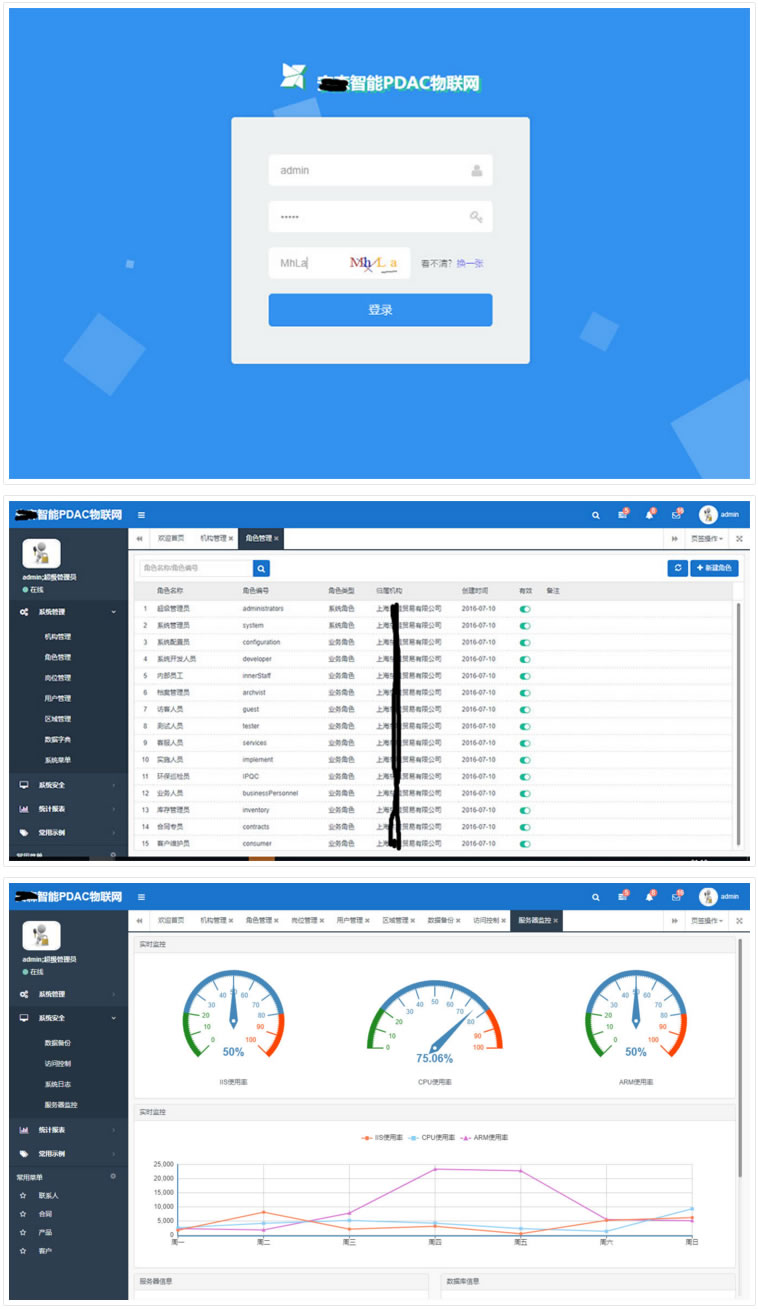 智能PDAC物联网
admin
•••••
MhLa MhLa 看不清? 换一张
登录
智能PDAC物联网
admin
admin;超级管理员
在线
系统管理
机构管理
角色管理
岗位管理
用户管理
区域管理
数据字典
系统菜单
系统安全
统计报表
常用示例
常用菜单
欢迎首页 机构管理 角色管理 页签操作
角色名称/角色编号 新建角色
角色名称 角色编号 角色类型 归属机构 创建时间 有效 备注
1 超级管理员 administrators 系统角色 上海 贸易有限公司 2016-07-10
2 系统管理员 system 系统角色 上海 贸易有限公司 2016-07-10
3 系统配置员 configuration 业务角色 上海 贸易有限公司 2016-07-10
4 系统开发人员 developer 业务角色 上海 贸易有限公司 2016-07-10
5 内部员工 innerStaff 业务角色 上海 贸易有限公司 2016-07-10
6 档案管理员 archvist 业务角色 上海 贸易有限公司 2016-07-10
7 访客人员 guest 业务角色 上海 贸易有限公司 2016-07-10
8 测试人员 tester 业务角色 上海 贸易有限公司 2016-07-10
9 客服人员 services 业务角色 上海 贸易有限公司 2016-07-10
10 实施人员 implement 业务角色 上海 贸易有限公司 2016-07-10
11 环保巡检员 IPQC 业务角色 上海 贸易有限公司 2016-07-10
12 业务人员 businessPersonnel 业务角色 上海 贸易有限公司 2016-07-10
13 库存管理员 inventory 业务角色 上海 贸易有限公司 2016-07-10
14 合同专员 contracts 业务角色 上海 贸易有限公司 2016-07-10
15 客户维护员 consumer 业务角色 上海 贸易有限公司 2016-07-10
智能PDAC物联网
admin
admin;超级管理员
在线
系统管理
系统安全
数据备份
访问控制
系统日志
服务器监控
统计报表
常用示例
常用菜单
联系人
合同
产品
客户
欢迎首页 机构管理 角色管理 岗位管理 用户管理 区域管理 数据备份 访问控制 服务器监控 页签操作
实时监控
0 10 20 30 40 50 60 70 80 90 100
50%
IIS使用率
0 10 20 30 40 50 60 70 80 90 100
75.06%
CPU使用率
0 10 20 30 40 50 60 70 80 90 100
50%
ARM使用率
实时监控
IIS使用率 CPU使用率 ARM使用率
25,000
20,000
15,000
10,000
5,000
0
周一 周二 周三 周四 周五 周六 周日
服务器信息 数据库信息